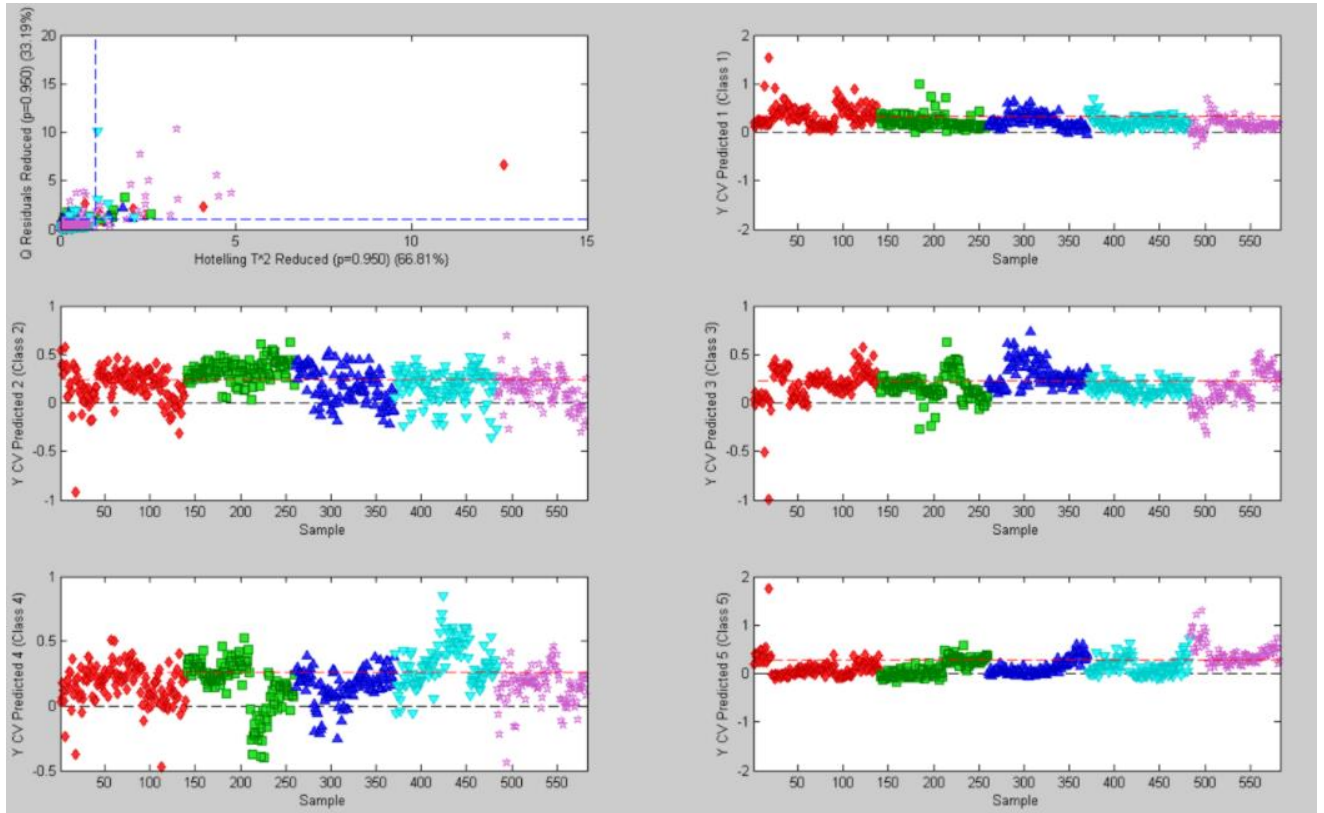 Q Residuals Reduced (p=0.950) (33.19%)
20
15
10
5
0
0
5
10
15
Hotelling T^2 Reduced (p=0.950) (66.81%)
Y CV Predicted 1 (Class 1)
2
1
0
-1
-2
50 100 150 200 250 300 350 400 450 500 550
Sample
Y CV Predicted 2 (Class 2)
1
0.5
0
0.5
-1
50 100 150 200 250 300 350 400 450 500 550
Sample
Y CV Predicted 3 (Class 3)
1
0.5
0
0.5
-1
50 100 150 200 250 300 350 400 450 500 550
Sample
Y CV Predicted 4 (Class 4)
1
0.5
0
-0.5
50 100 150 200 250 300 350 400 450 500 550
Sample
Y CV Predicted 5 (Class 5)
2
1
0
-1
-2
50 100 150 200 250 300 350 400 450 500 550
Sample